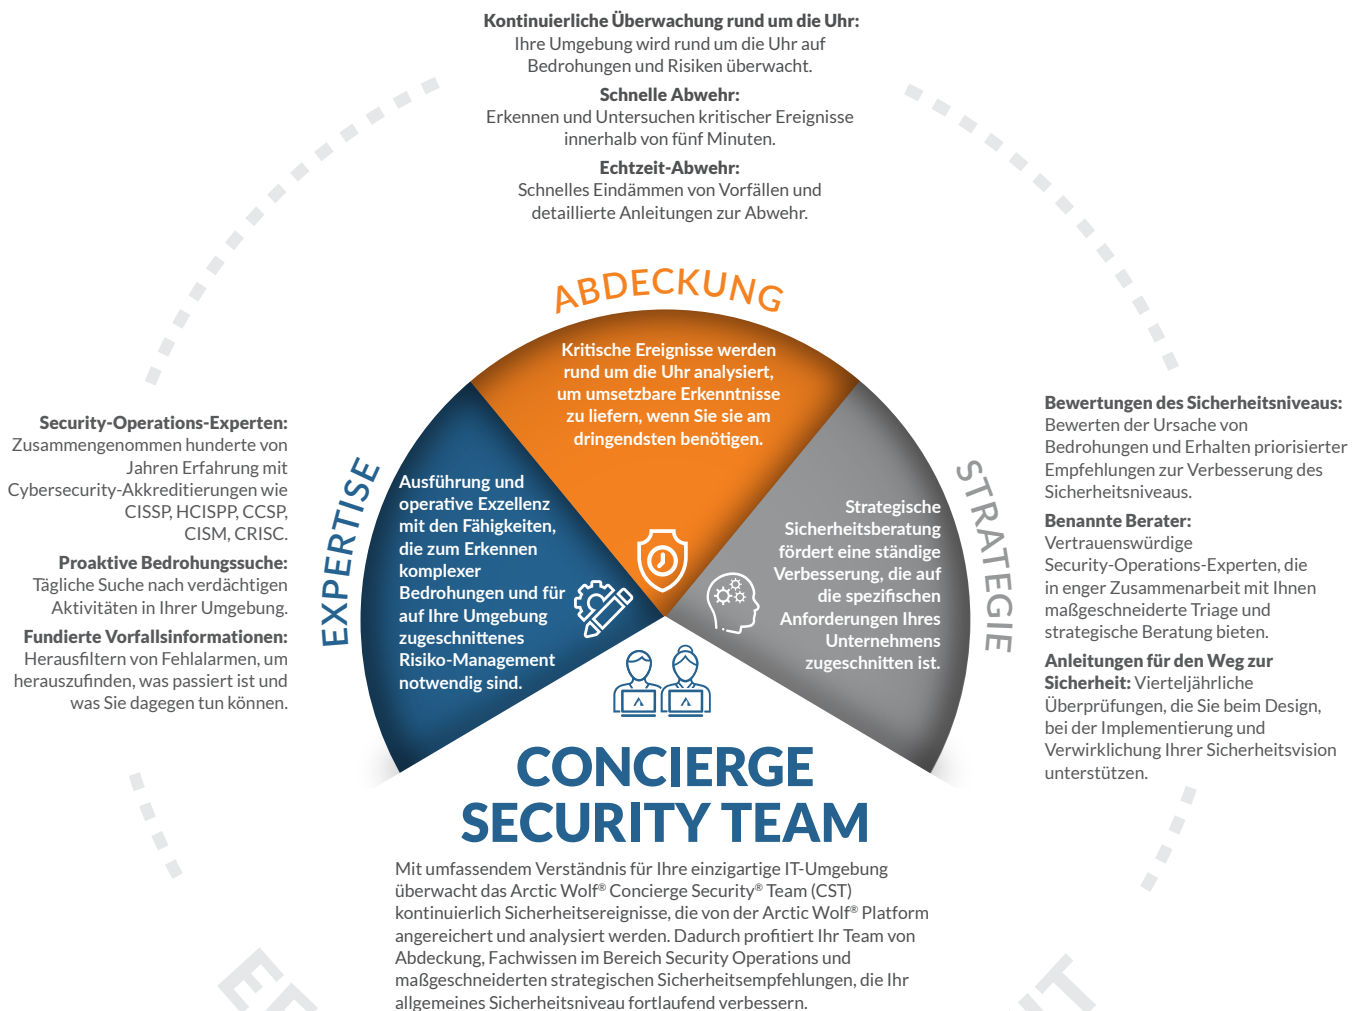 Kontinuierliche Überwachung rund um die Uhr:
Ihre Umgebung wird rund um die Uhr auf
Bedrohungen und Risiken überwacht.
Schnelle Abwehr:
Erkennen und Untersuchen kritischer Ereignisse
innerhalb von fünf Minuten.
Echtzeit-Abwehr:
Schnelles Eindämmen von Vorfällen und
detaillierte Anleitungen zur Abwehr.
ABDECKUNG
Kritische Ereignisse werden
rund um die Uhr analysiert,
um umsetzbare Erkenntnisse
zu liefern, wenn Sie sie am
dringendsten benötigen.
Security-Operations-Experten:
Zusammengenommen hunderte von
Jahren Erfahrung mit
Cybersecurity-Akkreditierungen wie
CISSP, HCISPP, CCSP,
CISM, CRISC.
Proaktive Bedrohungssuche:
Tägliche Suche nach verdächtigen
Aktivitäten in Ihrer Umgebung.
Fundierte Vorfallsinformationen:
Herausfiltern von Fehlalarmen, um
herauszufinden, was passiert ist und
was Sie dagegen tun können.
EXPERTISE
Ausführung und
operative Exzellenz
mit den Fähigkeiten,
die zum Erkennen
komplexer
Bedrohungen und für
auf Ihre Umgebung
zugeschnittenes
Risiko-Management
notwendig sind.
STRATEGIE
Strategische
Sicherheitsberatung
fördert eine ständige
Verbesserung, die auf
die spezifischen
Anforderungen Ihres
Unternehmens
zugeschnitten ist.
Bewertungen des Sicherheitsniveaus:
Bewerten der Ursache von
Bedrohungen und Erhalten priorisierter
Empfehlungen zur Verbesserung des
Sicherheitsniveaus.
Benannte Berater:
Vertrauenswürdige
Security-Operations-Experten, die
in enger Zusammenarbeit mit Ihnen
maßgeschneiderte Triage und
strategische Beratung bieten.
Anleitungen für den Weg zur
Sicherheit: Vierteljährliche
Überprüfungen, die Sie beim Design,
bei der Implementierung und
Verwirklichung Ihrer Sicherheitsvision
unterstützen.
CONCIERGE
SECURITY TEAM
Mit umfassendem Verständnis für Ihre einzigartige IT-Umgebung
überwacht das Arctic Wolf® Concierge Security® Team (CST)
kontinuierlich Sicherheitsereignisse, die von der Arctic Wolf® Platform
angereichert und analysiert werden. Dadurch profitiert Ihr Team von
Abdeckung, Fachwissen im Bereich Security Operations und
maßgeschneiderten strategischen Sicherheitsempfehlungen, die Ihr
allgemeines Sicherheitsniveau fortlaufend verbessern.